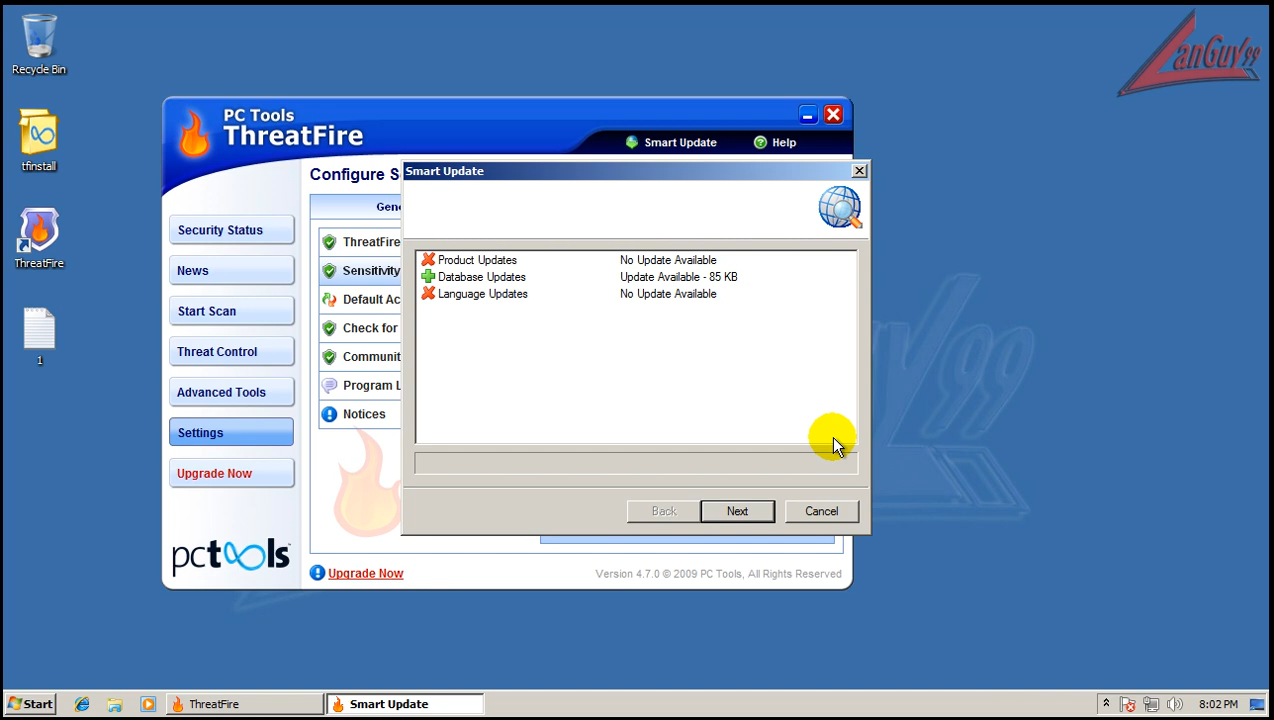 Recycle Bin
tfinstall
ThreatFire
1
LanGuy99
PC Tools
ThreatFire
Smart Update
Help
Configure S
Gene
Security Status
News
Start Scan
Threat Control
Advanced Tools
Settings
Upgrade Now
ThreatFire
Sensitivity
Default Ac
Check for
Communit
Program L
Notices
Smart Update
Product Updates No Update Available
Database Updates Update Available - 85 KB
Language Updates No Update Available
Back Next Cancel
pctools
Upgrade Now
Version 4.7.0 © 2009 PC Tools, All Rights Reserved
Start
ThreatFire
Smart Update
8:02 PM